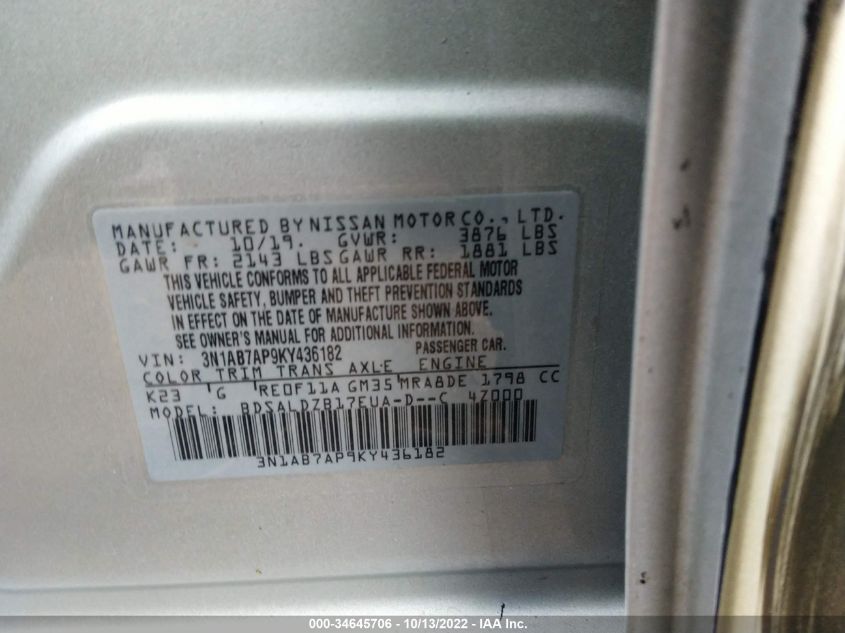 MANUFACTURED BY NISSAN MOTOR CO., LTD.
DATE: 10/19. GVWR: 3876 LBS
GAWR FR: 2143 LBS GAWR RR: 1881 LBS
THIS VEHICLE CONFORMS TO ALL APPLICABLE FEDERAL MOTOR
VEHICLE SAFETY, BUMPER AND THEFT PREVENTION STANDARDS
IN EFFECT ON THE DATE OF MANUFACTURE SHOWN ABOVE.
SEE OWNER'S MANUAL FOR ADDITIONAL INFORMATION.
VIN: 3N1AB7AP9KY436182 PASSENGER CAR.
COLOR TRIM TRANS AXLE ENGINE
K23 G RE0F11A GM35 MRA8DE 1798 CC
MODEL: BDSALDZB17EUA-D--C 4Z000
3N1AB7AP9KY436182
000-34645706 - 10/13/2022 - IAA Inc.